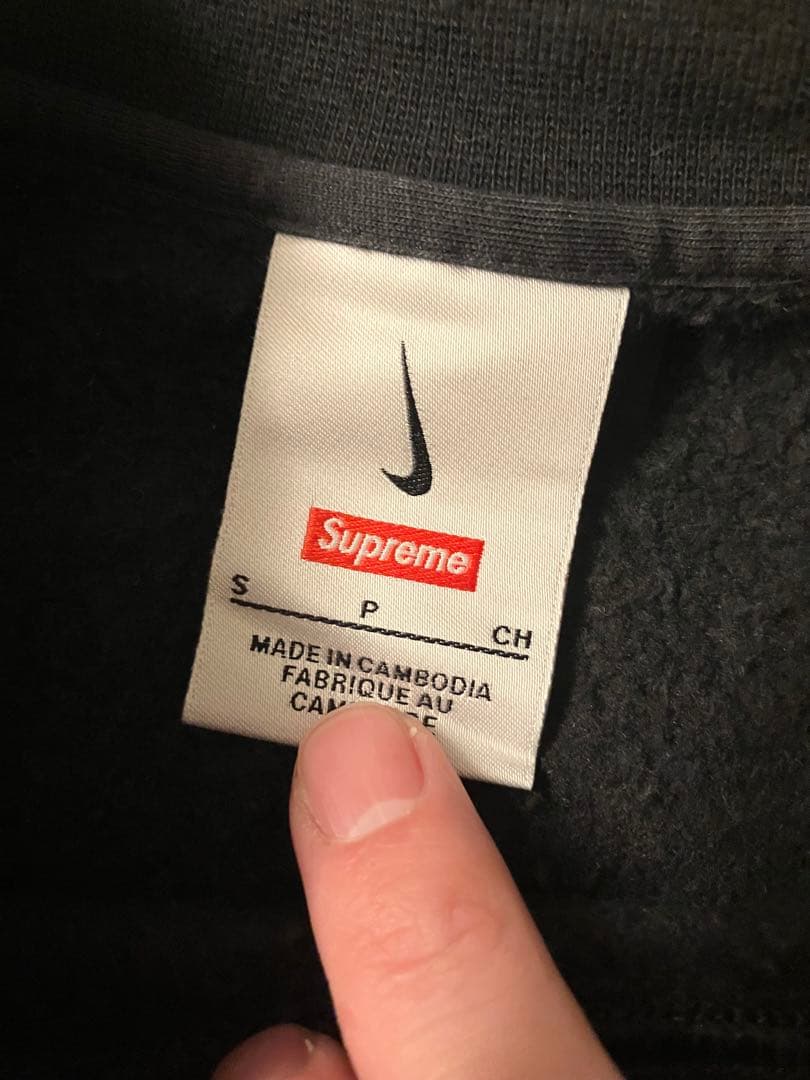 Supreme
S P CH
MADE IN CAMBODIA
FABRIQUE AU